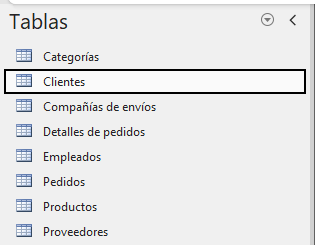 Tablas
Categorías
Clientes
Compañías de envíos
Detalles de pedidos
Empleados
Pedidos
Productos
Proveedores